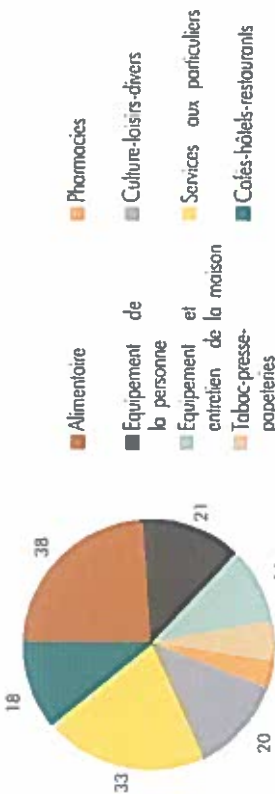 38
21
20
33
18
Alimentaire
Equipement de
la personne
Equipement et
entretien de la maison
Tabac-presse-
papeteries
Pharmacies
Culture-loisirs-divers
Services aux particuliers
Cafés-hôtels-restaurants